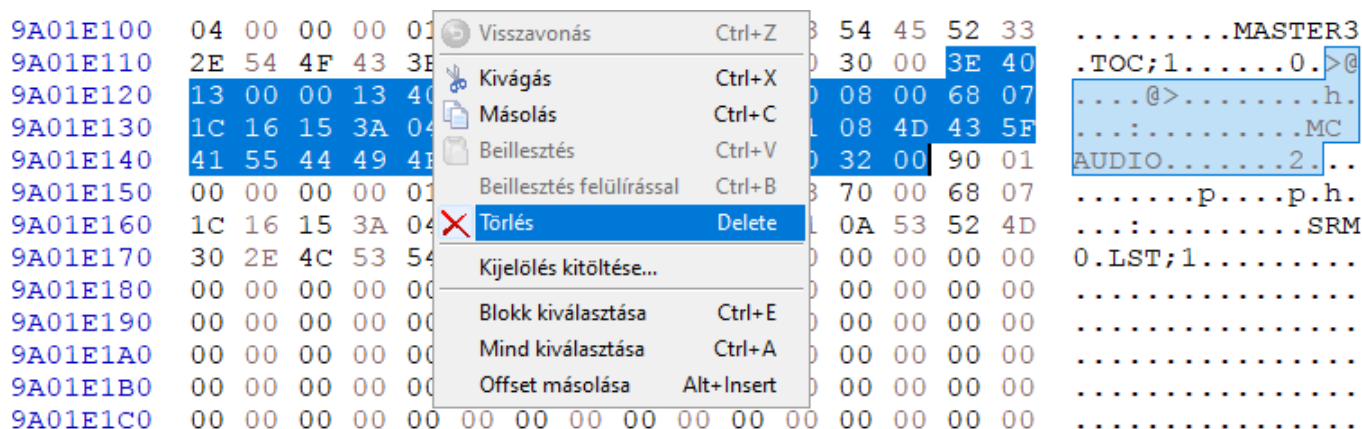 9A01E100 04 00 00 00 01 54 45 52 33 .........MASTER3
9A01E110 2E 54 4F 43 30 00 3E 40 .TOC;1......0.>@
9A01E120 13 00 00 13 40 08 00 68 07 ....@>........h.
9A01E130 1C 16 15 3A 04 08 4D 43 5F ...:.........MC_
9A01E140 41 55 44 49 32 00 90 01 AUDIO.......2...
9A01E150 00 00 00 00 01 70 00 68 07 .......p....p.h.
9A01E160 1C 16 15 3A 04 0A 53 52 4D ...:.........SRM
9A01E170 30 2E 4C 53 54 00 00 00 00 0.LST;1.........
9A01E180 00 00 00 00 00 00 00 00 00 ................
9A01E190 00 00 00 00 00 00 00 00 00 ................
9A01E1A0 00 00 00 00 00 00 00 00 00 ................
9A01E1B0 00 00 00 00 00 00 00 00 00 ................
9A01E1C0 00 00 00 00 00 00 00 00 00 00 00 00 00 00 00 00 ................
Visszavonás Ctrl+Z
Kivágás Ctrl+X
Másolás Ctrl+C
Beillesztés Ctrl+V
Beillesztés felülírással Ctrl+B
Törlés Delete
Kijelölés kitöltése...
Blokk kiválasztása Ctrl+E
Mind kiválasztása Ctrl+A
Offset másolása Alt+Insert